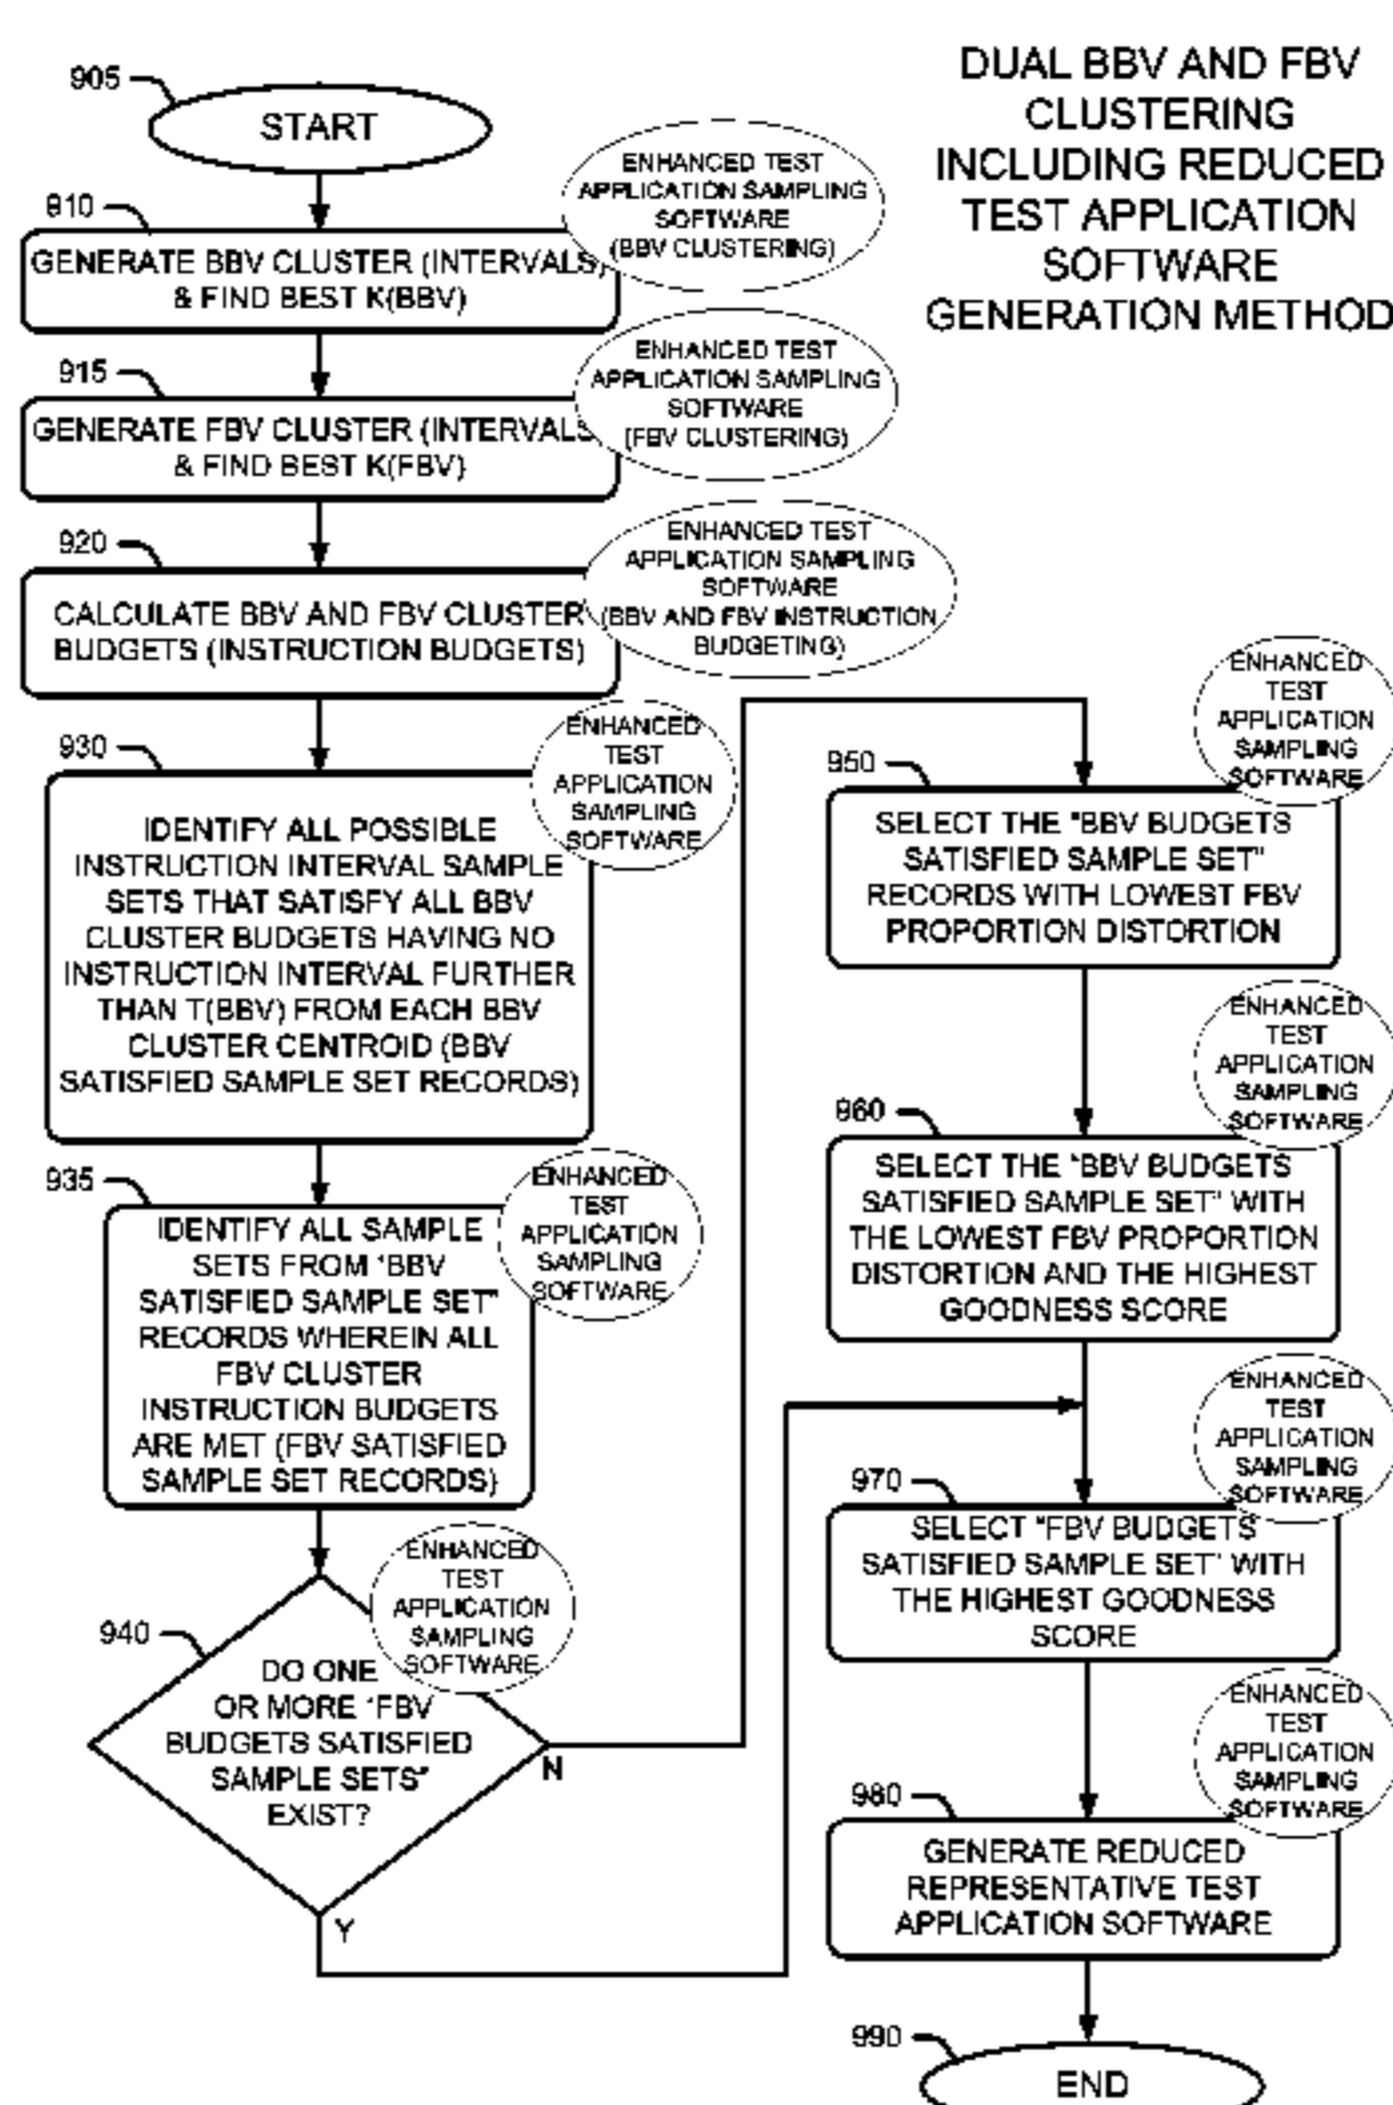 DUAL BBV AND FBV
CLUSTERING
INCLUDING REDUCED
TEST APPLICATION
SOFTWARE
GENERATION METHOD
905
START
910
GENERATE BBV CLUSTER (INTERVALS)
& FIND BEST K(BBV)
ENHANCED TEST
APPLICATION SAMPLING
SOFTWARE
(BBV CLUSTERING)
915
GENERATE FBV CLUSTER (INTERVALS
& FIND BEST K(FBV)
ENHANCED TEST
APPLICATION SAMPLING
SOFTWARE
(FBV CLUSTERING)
920
CALCULATE BBV AND FBV CLUSTER
BUDGETS (INSTRUCTION BUDGETS)
ENHANCED TEST
APPLICATION SAMPLING
SOFTWARE
(BBV AND FBV INSTRUCTION
BUDGETING)
930
IDENTIFY ALL POSSIBLE
INSTRUCTION INTERVAL SAMPLE
SETS THAT SATISFY ALL BBV
CLUSTER BUDGETS HAVING NO
INSTRUCTION INTERVAL FURTHER
THAN T(BBV) FROM EACH BBV
CLUSTER CENTROID (BBV
SATISFIED SAMPLE SET RECORDS)
ENHANCED
TEST
APPLICATION
SAMPLING
SOFTWARE
935
IDENTIFY ALL SAMPLE
SETS FROM "BBV
SATISFIED SAMPLE SET"
RECORDS WHEREIN ALL
FBV CLUSTER
INSTRUCTION BUDGETS
ARE MET (FBV SATISFIED
SAMPLE SET RECORDS)
ENHANCED
TEST
APPLICATION
SAMPLING
SOFTWARE
940
DO ONE
OR MORE "FBV
BUDGETS SATISFIED
SAMPLE SETS"
EXIST?
ENHANCED
TEST
APPLICATION
SAMPLING
SOFTWARE
N
Y
950
SELECT THE "BBV BUDGETS
SATISFIED SAMPLE SET"
RECORDS WITH LOWEST FBV
PROPORTION DISTORTION
ENHANCED
TEST
APPLICATION
SAMPLING
SOFTWARE
960
SELECT THE "BBV BUDGETS
SATISFIED SAMPLE SET" WITH
THE LOWEST FBV PROPORTION
DISTORTION AND THE HIGHEST
GOODNESS SCORE
ENHANCED
TEST
APPLICATION
SAMPLING
SOFTWARE
970
SELECT "FBV BUDGETS
SATISFIED SAMPLE SET" WITH
THE HIGHEST GOODNESS
SCORE
ENHANCED
TEST
APPLICATION
SAMPLING
SOFTWARE
980
GENERATE REDUCED
REPRESENTATIVE TEST
APPLICATION SOFTWARE
ENHANCED
TEST
APPLICATION
SAMPLING
SOFTWARE
990
END